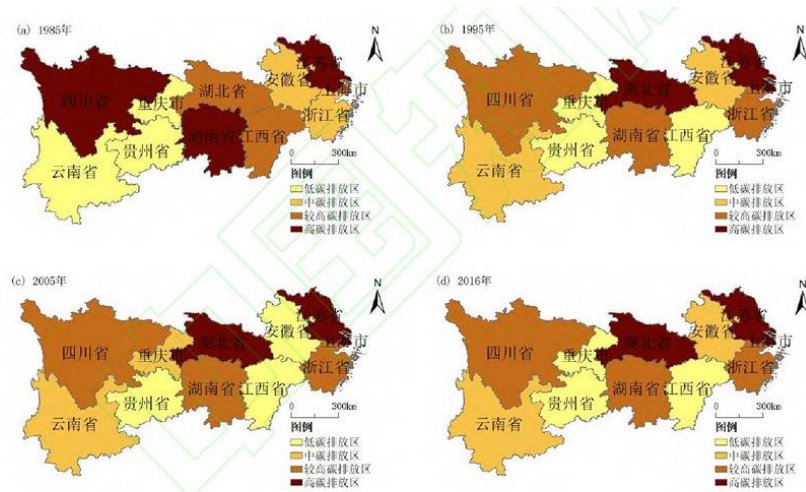 (a) 1985年
N
四川省
重庆市
湖北省
安徽省
江苏省
上海市
浙江省
云南省
贵州省
湖南省
江西省
0 300km
图例
低碳排放区
中碳排放区
较高碳排放区
高碳排放区
(b) 1995年
N
四川省
重庆市
湖北省
安徽省
江苏省
上海市
浙江省
云南省
贵州省
湖南省
江西省
0 300km
图例
低碳排放区
中碳排放区
较高碳排放区
高碳排放区
(c) 2005年
N
四川省
重庆市
湖北省
安徽省
江苏省
上海市
浙江省
云南省
贵州省
湖南省
江西省
0 300km
图例
低碳排放区
中碳排放区
较高碳排放区
高碳排放区
(d) 2016年
N
四川省
重庆市
湖北省
安徽省
江苏省
上海市
浙江省
云南省
贵州省
湖南省
江西省
0 300km
图例
低碳排放区
中碳排放区
较高碳排放区
高碳排放区